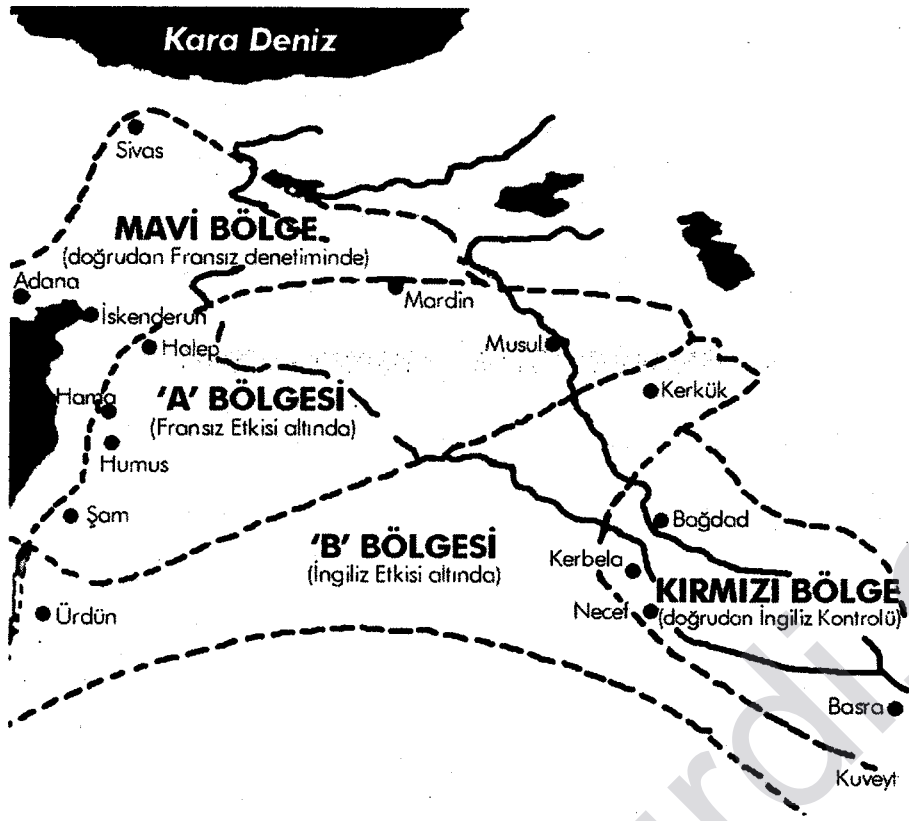 Kara Deniz
Sivas
MAVİ BÖLGE
(doğrudan Fransız denetiminde)
Adana
İskenderun
Mardin
Halep
Musul
Hama
'A' BÖLGESİ
(Fransız Etkisi altında)
Kerkük
Humus
Şam
Bağdad
'B' BÖLGESİ
(İngiliz Etkisi altında)
Kerbela
KIRMIZI BÖLGE
(doğrudan İngiliz Kontrolü)
Necef
Ürdün
Basra
Kuveyt